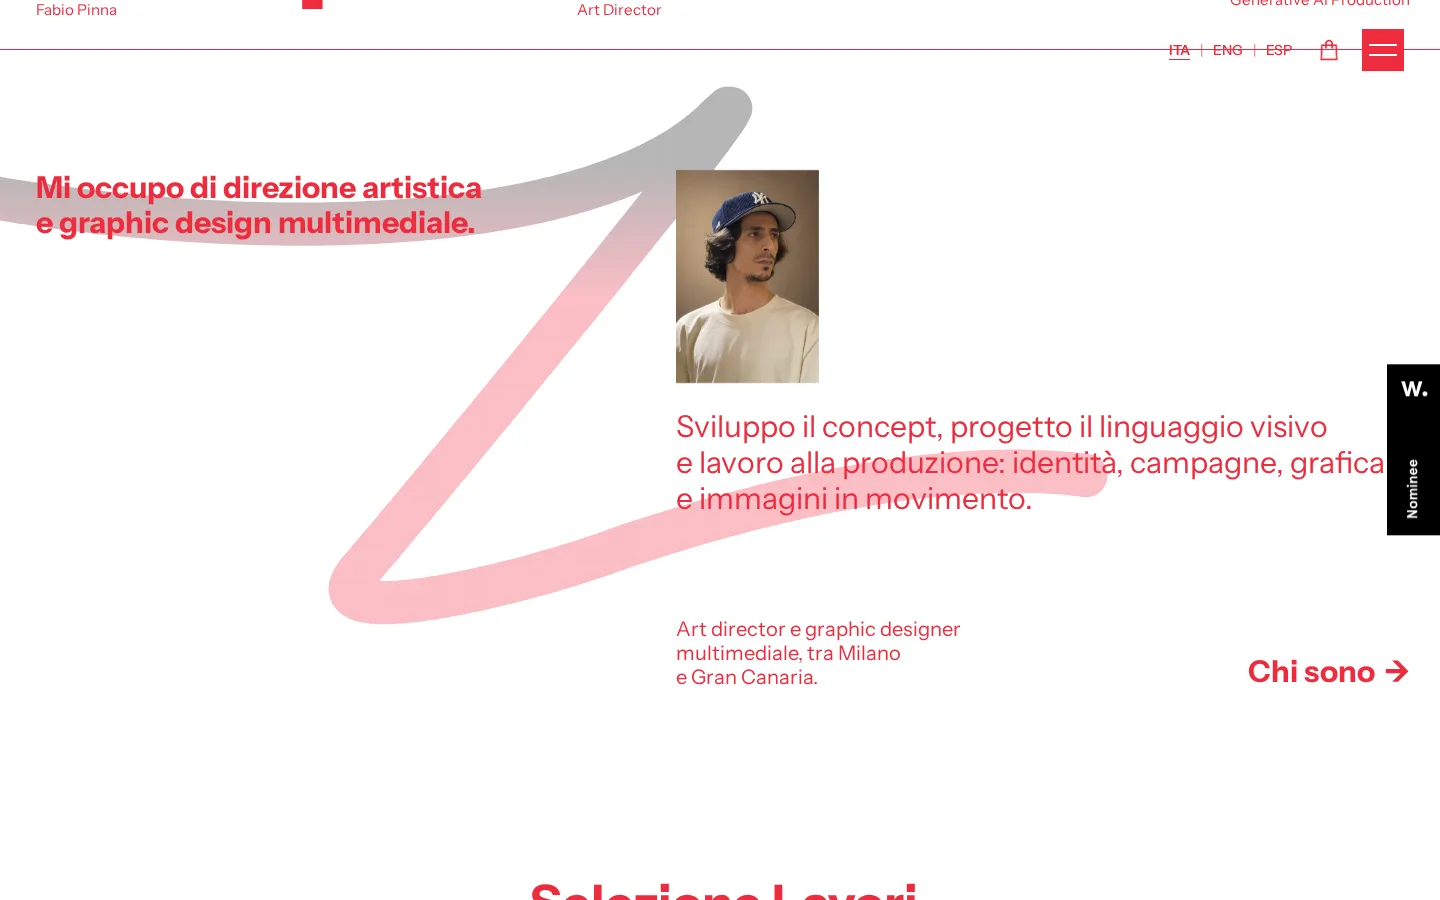 Fabio Pinna
Art Director
Generative AI Production
ITA | ENG | ESP
Mi occupo di direzione artistica
e graphic design multimediale.
Sviluppo il concept, progetto il linguaggio visivo
e lavoro alla produzione: identità, campagne, grafica
e immagini in movimento.
W.
Nominee
Art director e graphic designer
multimediale, tra Milano
e Gran Canaria.
Chi sono →
Selezione Lavori